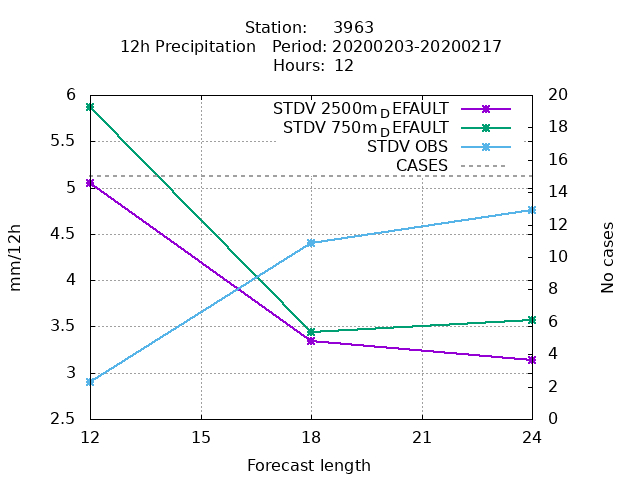 Station: 3963
12h Precipitation Period: 20200203-20200217
Hours: 12
STDV 2500m_DEFAULT
STDV 750m_DEFAULT
STDV OBS
CASES
6
5.5
5
4.5
4
3.5
3
2.5
20
18
16
14
12
10
8
6
4
2
0
mm/12h
No cases
12 15 18 21 24
Forecast length